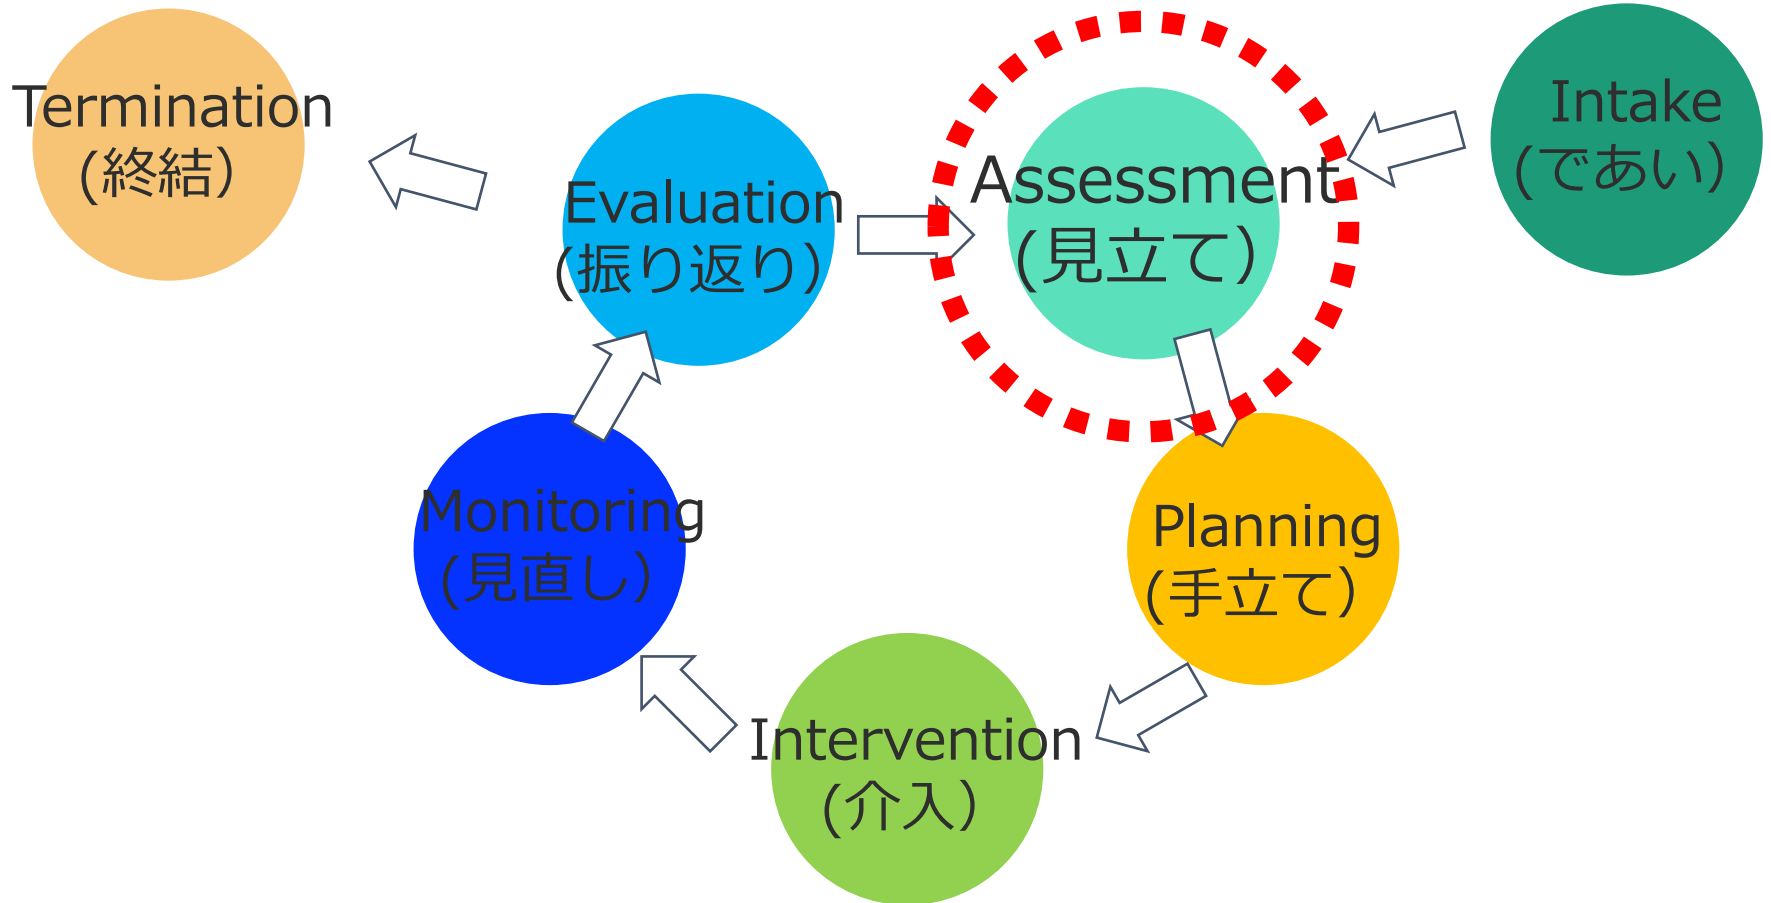 Termination
(終結）
Evaluation
(振り返り）
Assessment
(見立て）
Intake
(であい）
Monitoring
(見直し）
Planning
(手立て）
Intervention
(介入）